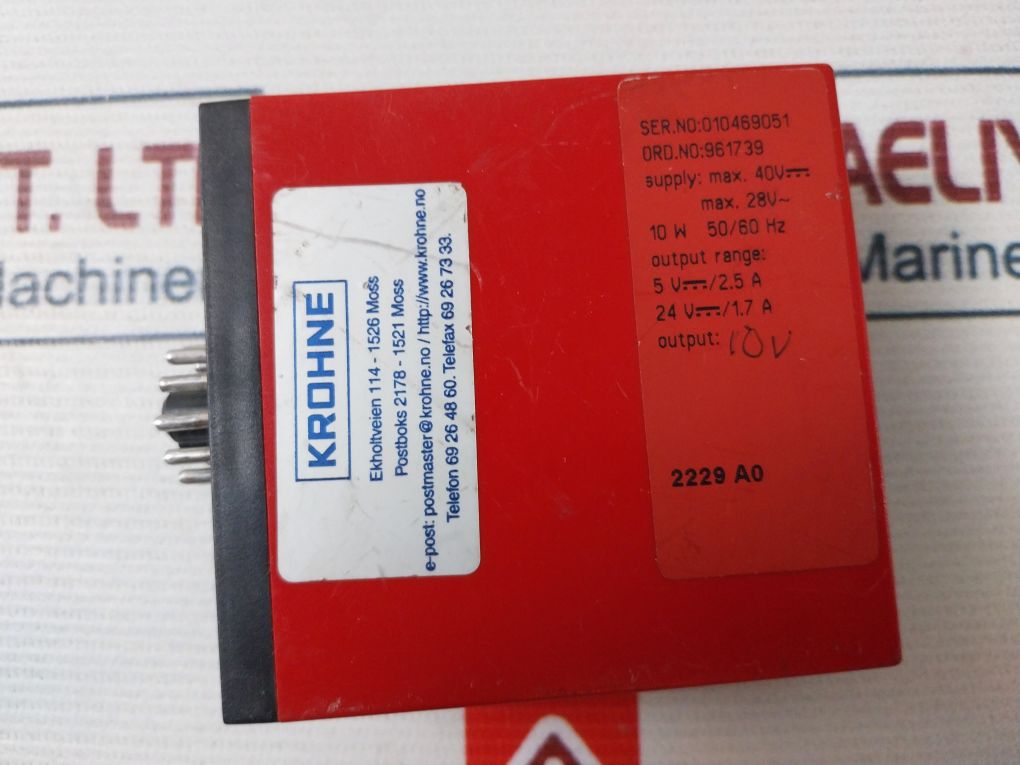 T. LT
AELIY
Machine
Marine
KROHNE
Ekholtveien 114 - 1526 Moss
Postboks 2178 - 1521 Moss
e-post: postmaster@krohne.no / http://www.krohne.no
Telefon 69 26 48 60. Telefax 69 26 73 33.
SER.NO:010469051
ORD.NO:961739
supply: max. 40V⎓
max. 28V~
10 W 50/60 Hz
output range:
5 V⎓/2.5 A
24 V⎓/1.7 A
output: 10V
2229 A0